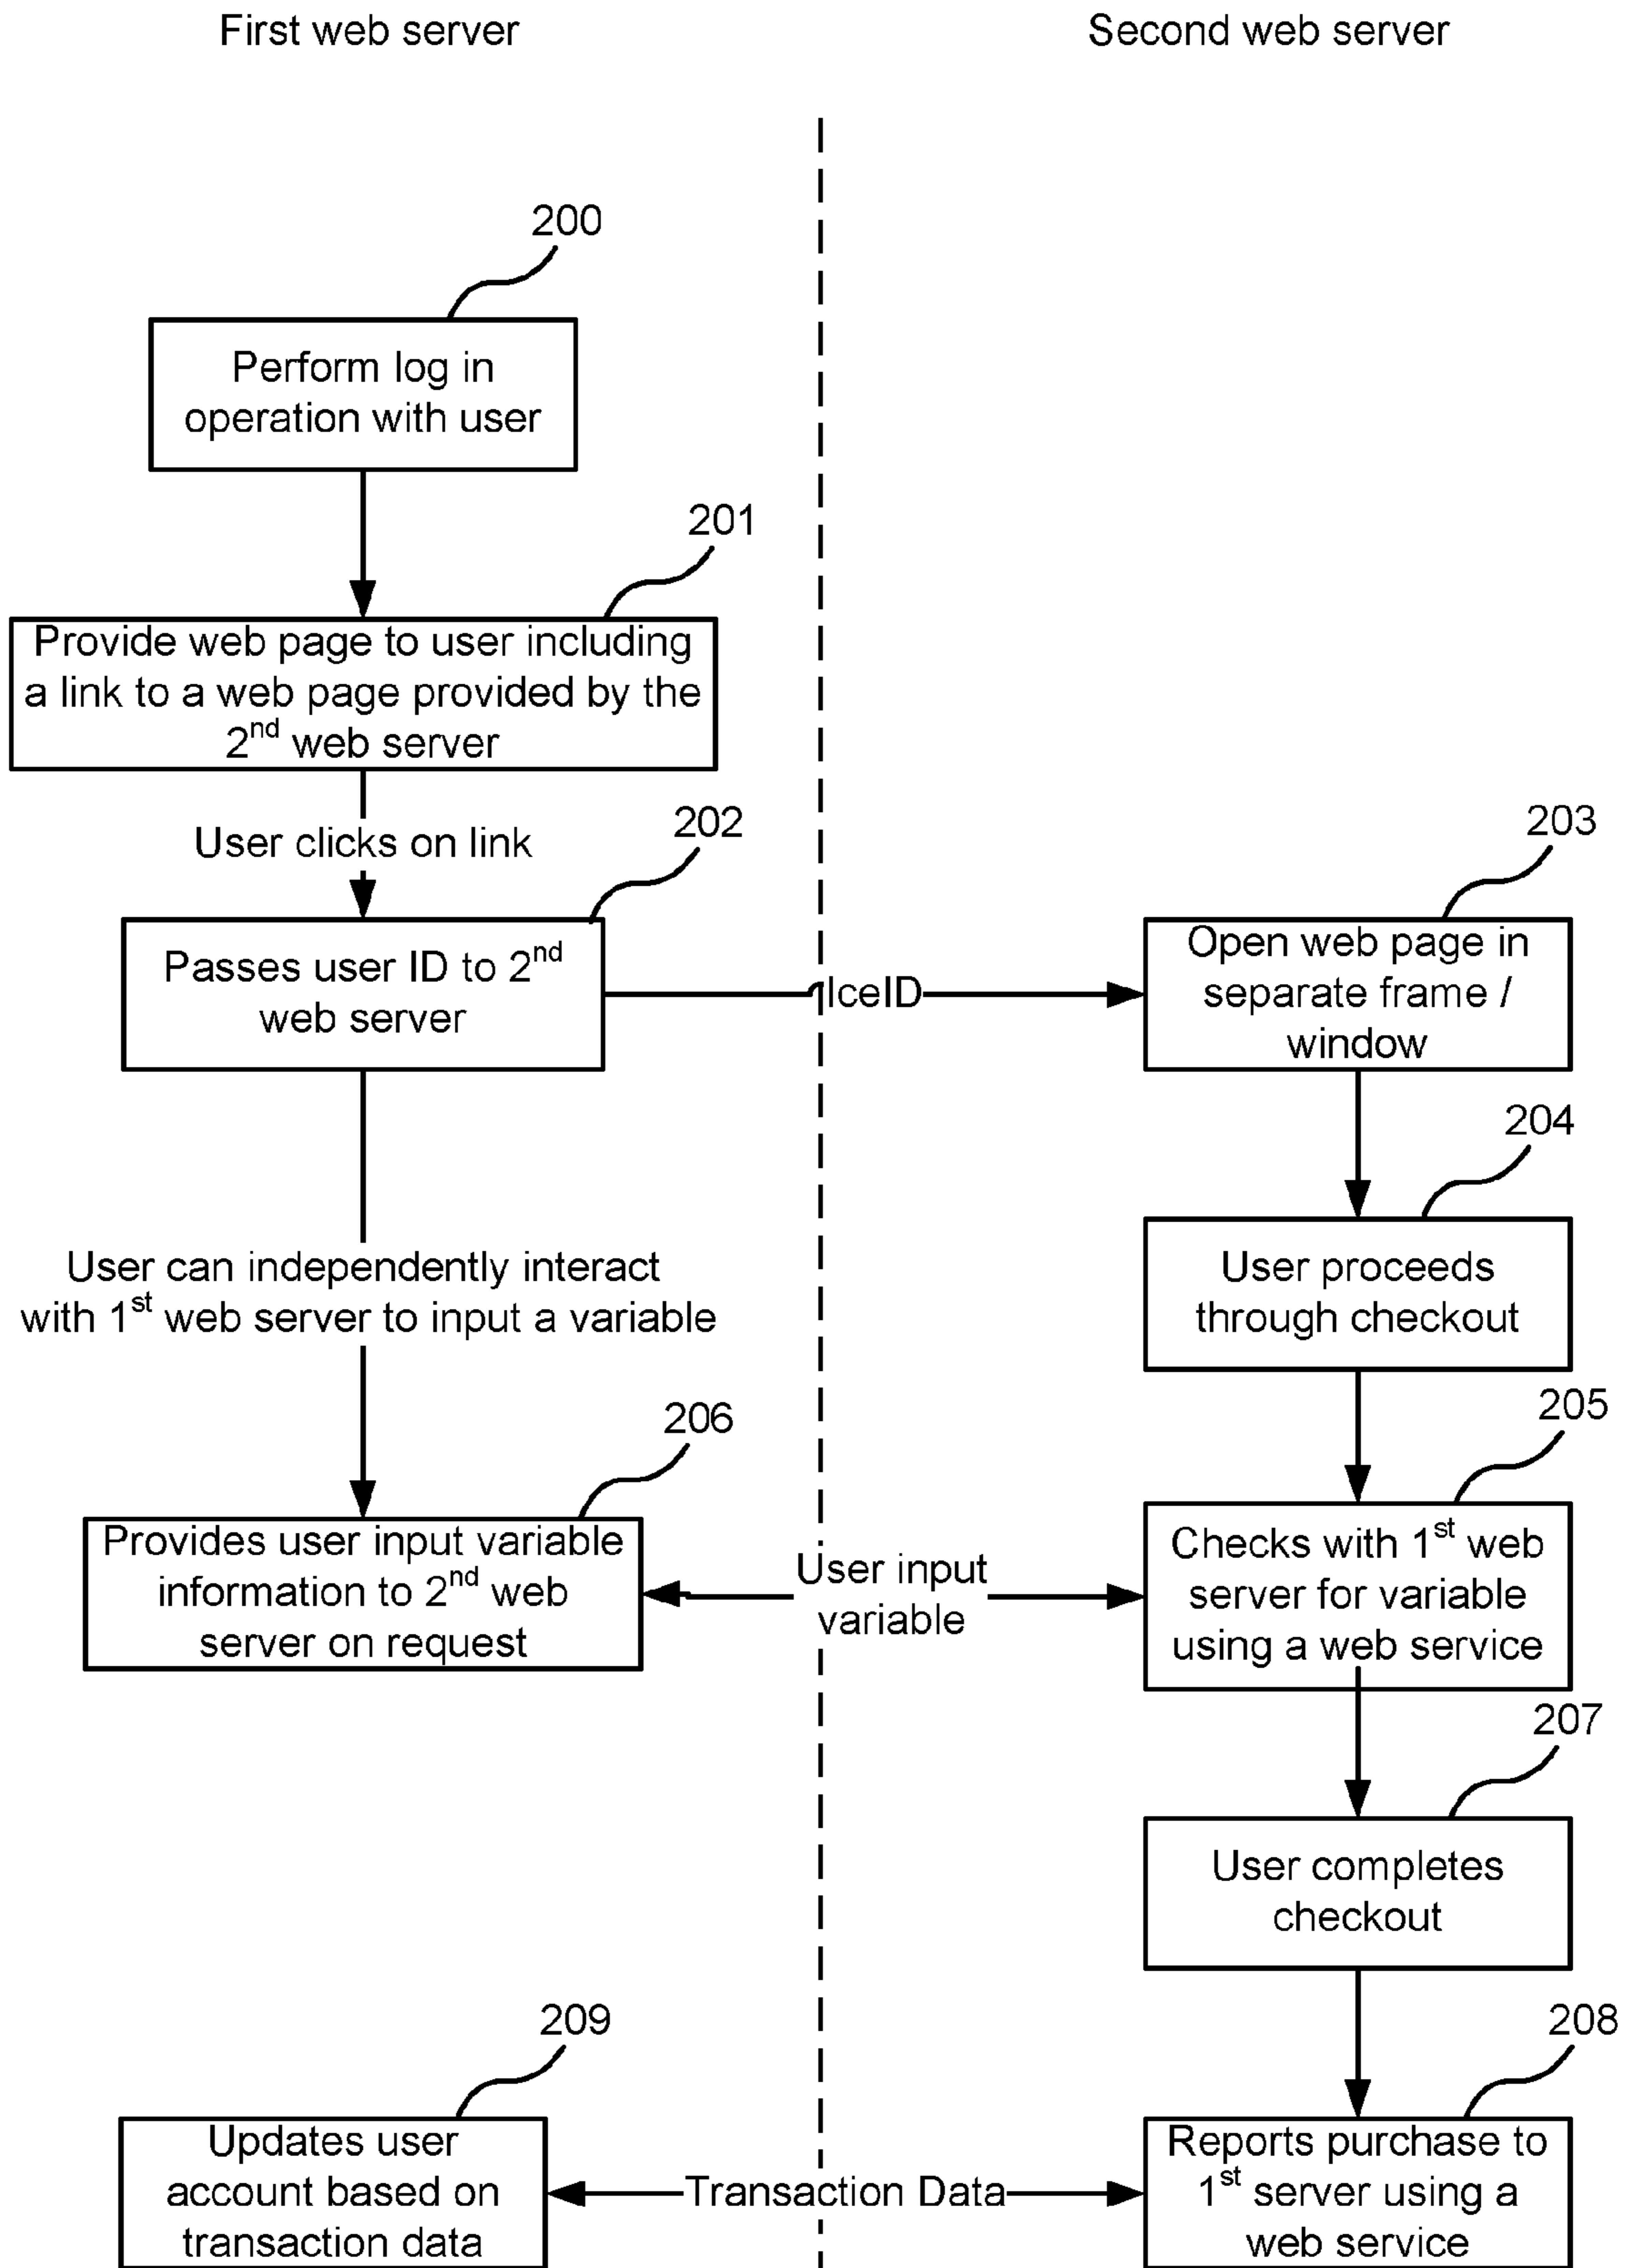 First web server
Second web server
200
Perform log in
operation with user
201
Provide web page to user including
a link to a web page provided by the
2nd web server
User clicks on link
202
Passes user ID to 2nd
web server
IceID
203
Open web page in
separate frame /
window
204
User proceeds
through checkout
User can independently interact
with 1st web server to input a variable
205
Checks with 1st web
server for variable
using a web service
206
Provides user input variable
information to 2nd web
server on request
User input
variable
207
User completes
checkout
208
Reports purchase to
1st server using a
web service
209
Updates user
account based on
transaction data
Transaction Data